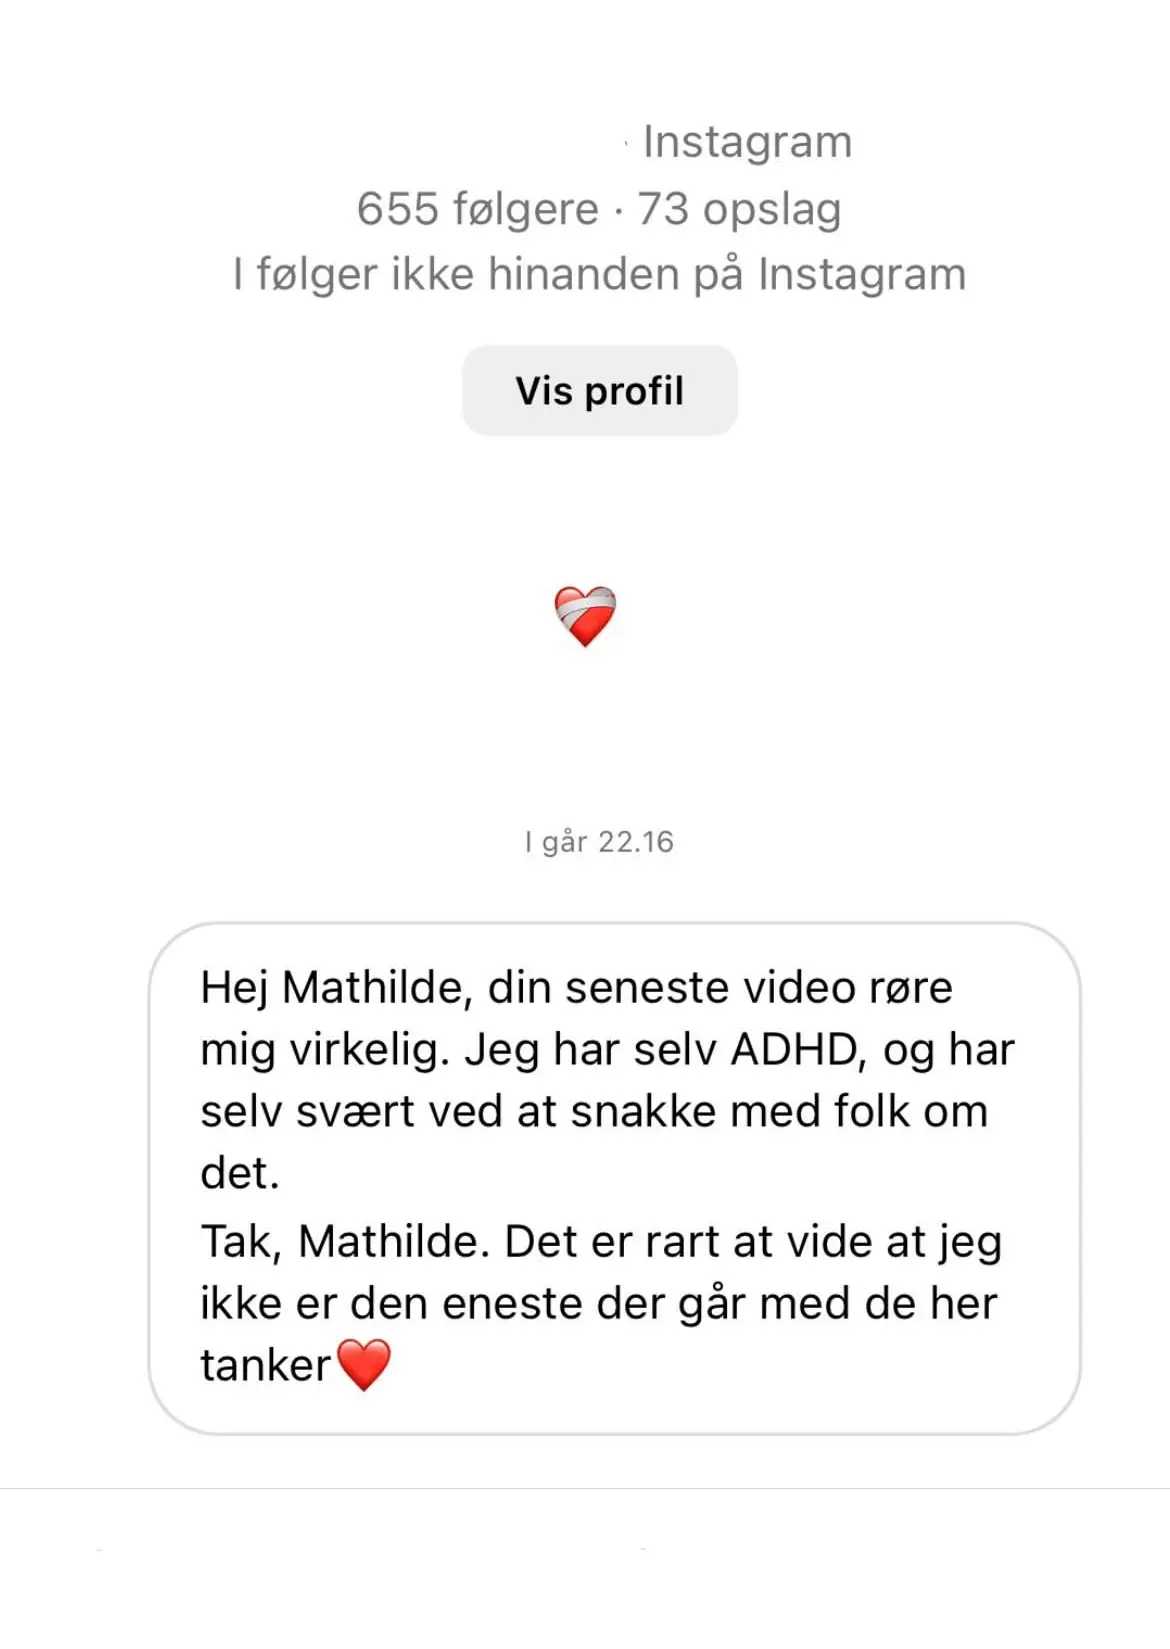 · Instagram
655 følgere · 73 opslag
I følger ikke hinanden på Instagram
Vis profil
❤️‍🩹
I går 22.16
Hej Mathilde, din seneste video røre
mig virkelig. Jeg har selv ADHD, og har
selv svært ved at snakke med folk om
det.
Tak, Mathilde. Det er rart at vide at jeg
ikke er den eneste der går med de her
tanker❤️